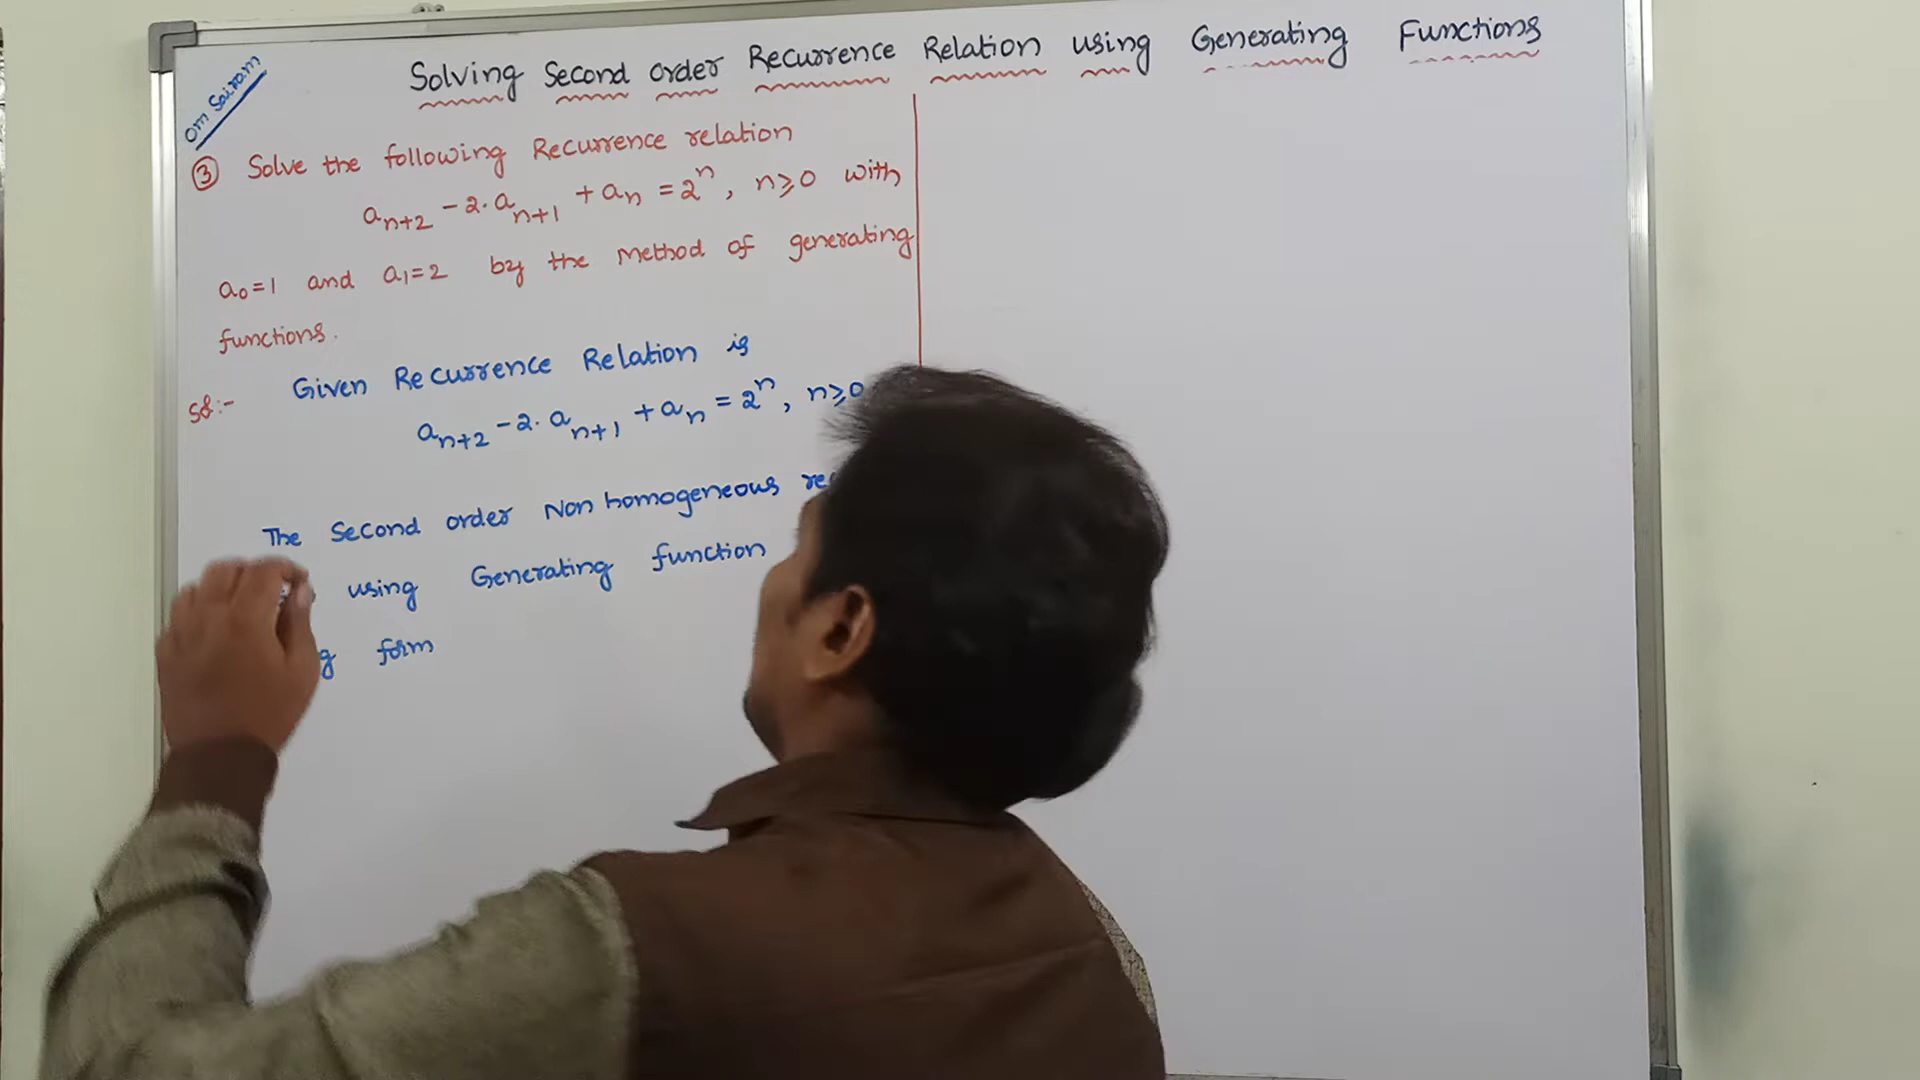 Solving Second order Recurrence Relation using Generating Functions
Om Sairam
③ Solve the following Recurrence relation
aₙ₊₂ - 2. aₙ₊₁ + aₙ = 2ⁿ, n≥0 with
a₀=1 and a₁=2 by the Method of generating
functions.
Sol:- Given Recurrence Relation is
aₙ₊₂ - 2. aₙ₊₁ + aₙ = 2ⁿ, n≥0
The Second order Non homogeneous
using Generating function
form